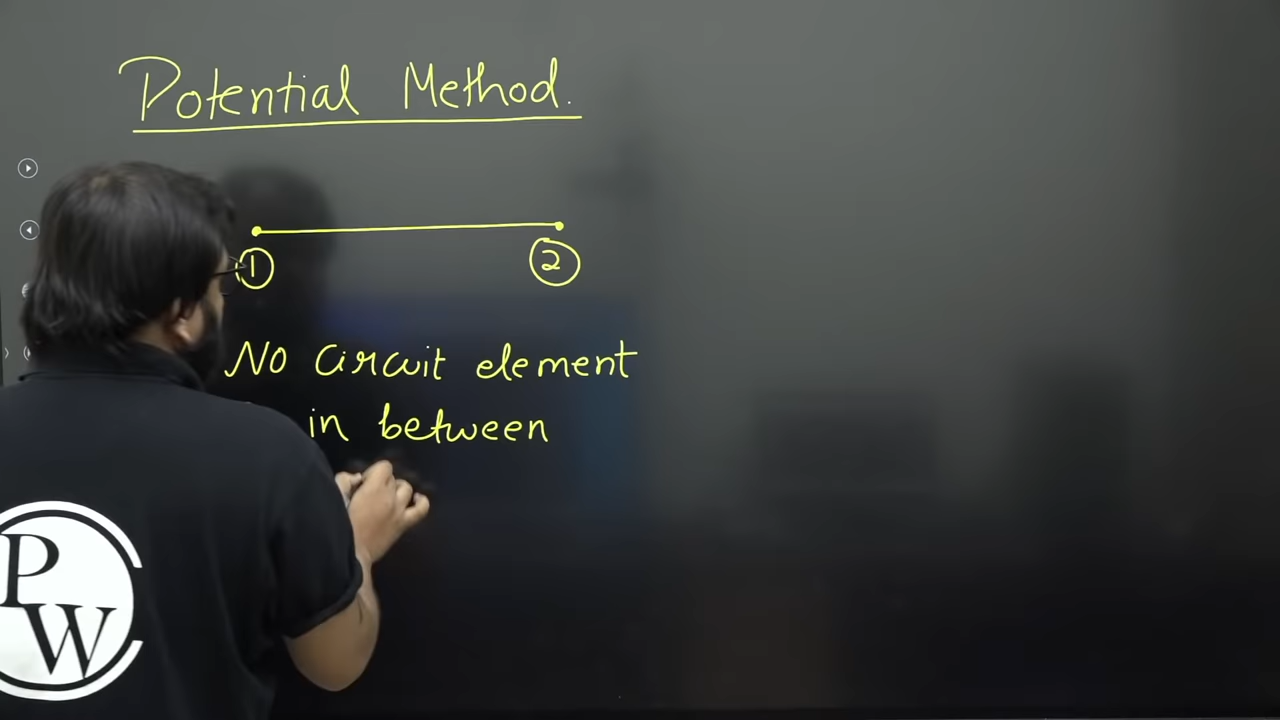 Potential Method.
1
2
No circuit element
in between
PW